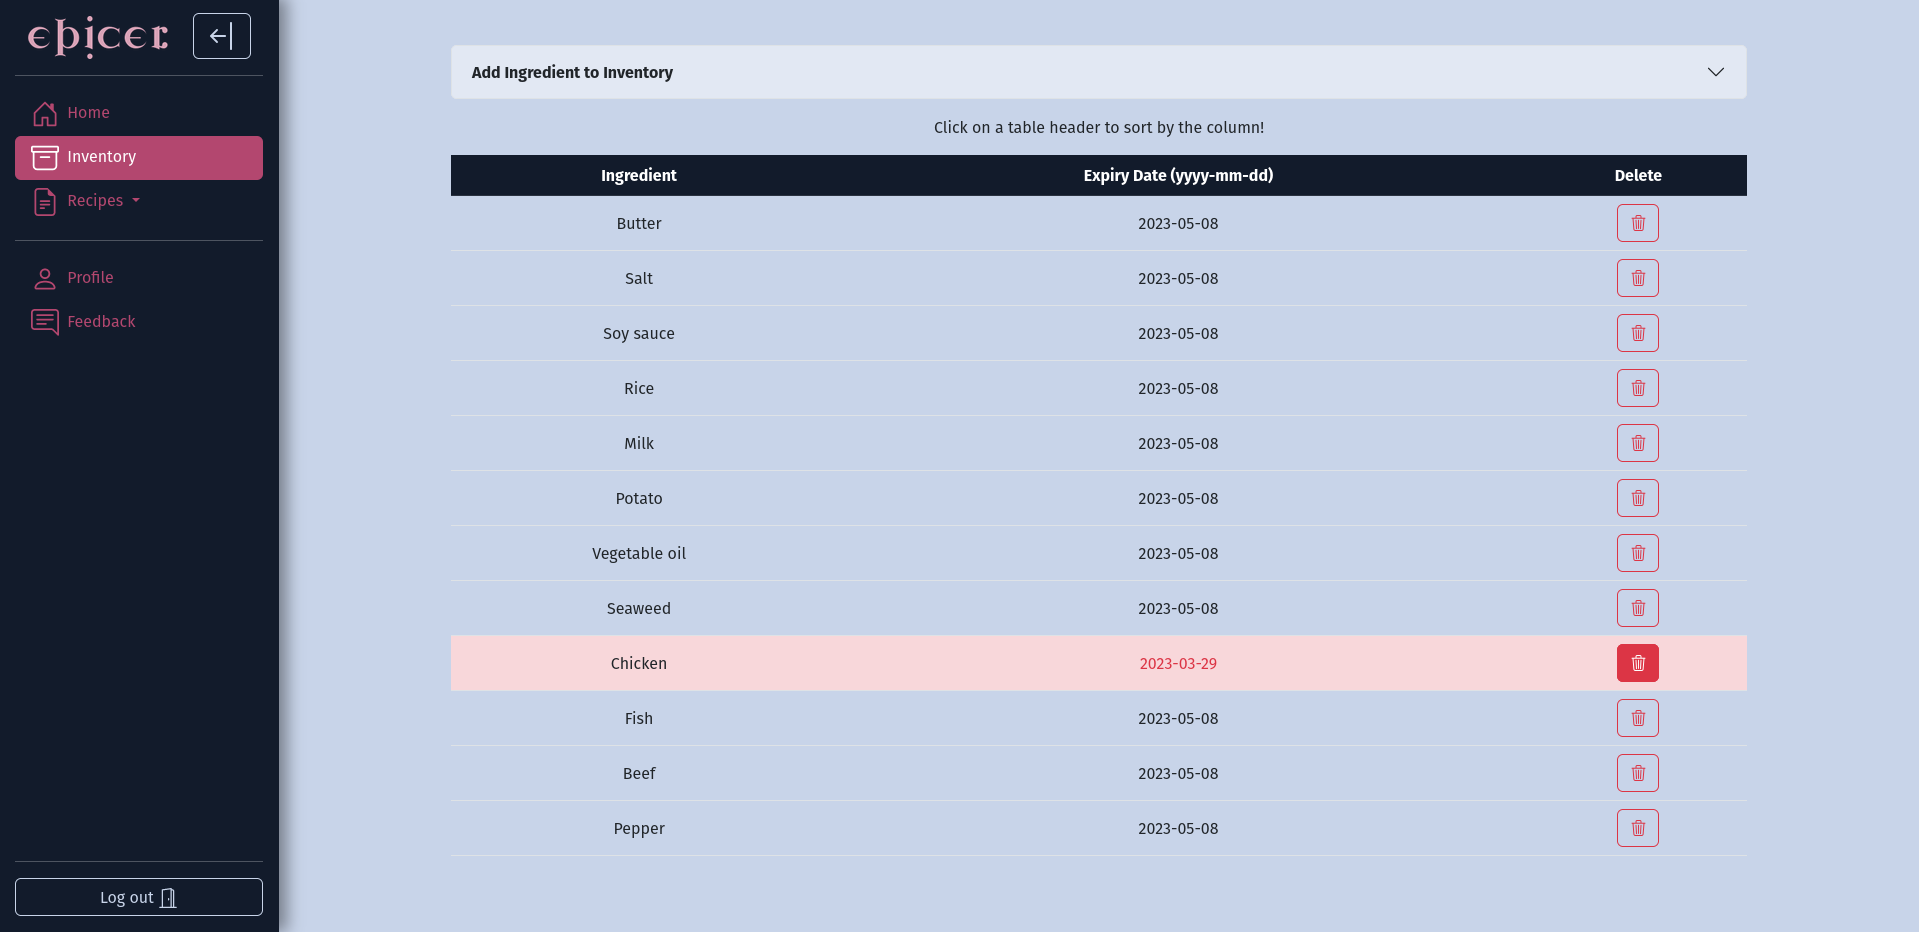 epicer
Home
Inventory
Recipes
Profile
Feedback
Log out
Add Ingredient to Inventory
Click on a table header to sort by the column!
Ingredient Expiry Date (yyyy-mm-dd) Delete
Butter 2023-05-08
Salt 2023-05-08
Soy sauce 2023-05-08
Rice 2023-05-08
Milk 2023-05-08
Potato 2023-05-08
Vegetable oil 2023-05-08
Seaweed 2023-05-08
Chicken 2023-03-29
Fish 2023-05-08
Beef 2023-05-08
Pepper 2023-05-08